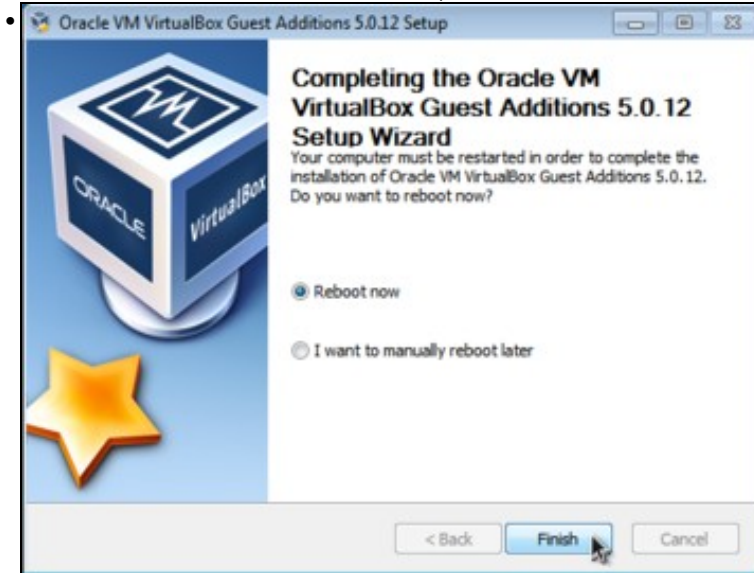 Oracle VM VirtualBox Guest Additions 5.0.12 Setup
Completing the Oracle VM
VirtualBox Guest Additions 5.0.12
Setup Wizard
Your computer must be restarted in order to complete the
installation of Oracle VM VirtualBox Guest Additions 5.0.12.
Do you want to reboot now?
ORACLE
VirtualBox
Reboot now
I want to manually reboot later
< Back
Finish
Cancel